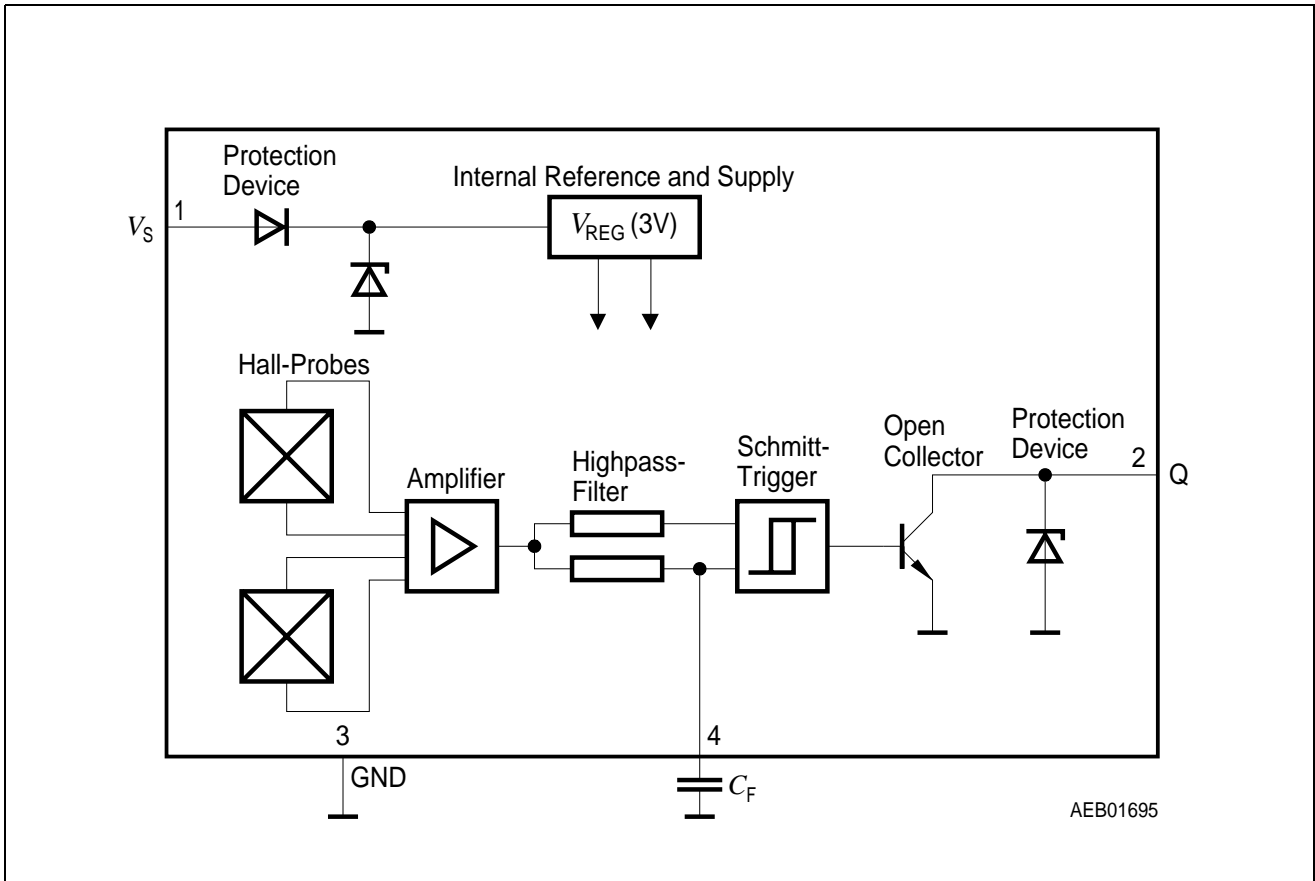 Protection
Device
Internal Reference and Supply
1
VS
VREG (3V)
Hall-Probes
Amplifier
Highpass-
Filter
Schmitt-
Trigger
Open
Collector
Protection
Device
2
Q
3
GND
4
CF
AEB01695